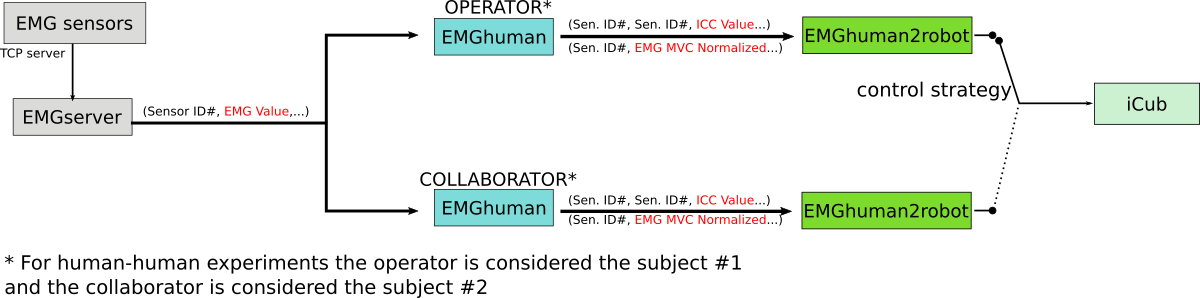 EMG sensors
TCP server
EMGserver
(Sensor ID#, EMG Value,...)
OPERATOR*
EMGhuman
(Sen. ID#, Sen. ID#, ICC Value...)
(Sen. ID#, EMG MVC Normalized...)
EMGhuman2robot
control strategy
iCub
COLLABORATOR*
EMGhuman
(Sen. ID#, Sen. ID#, ICC Value...)
(Sen. ID#, EMG MVC Normalized...)
EMGhuman2robot
* For human-human experiments the operator is considered the subject #1
and the collaborator is considered the subject #2